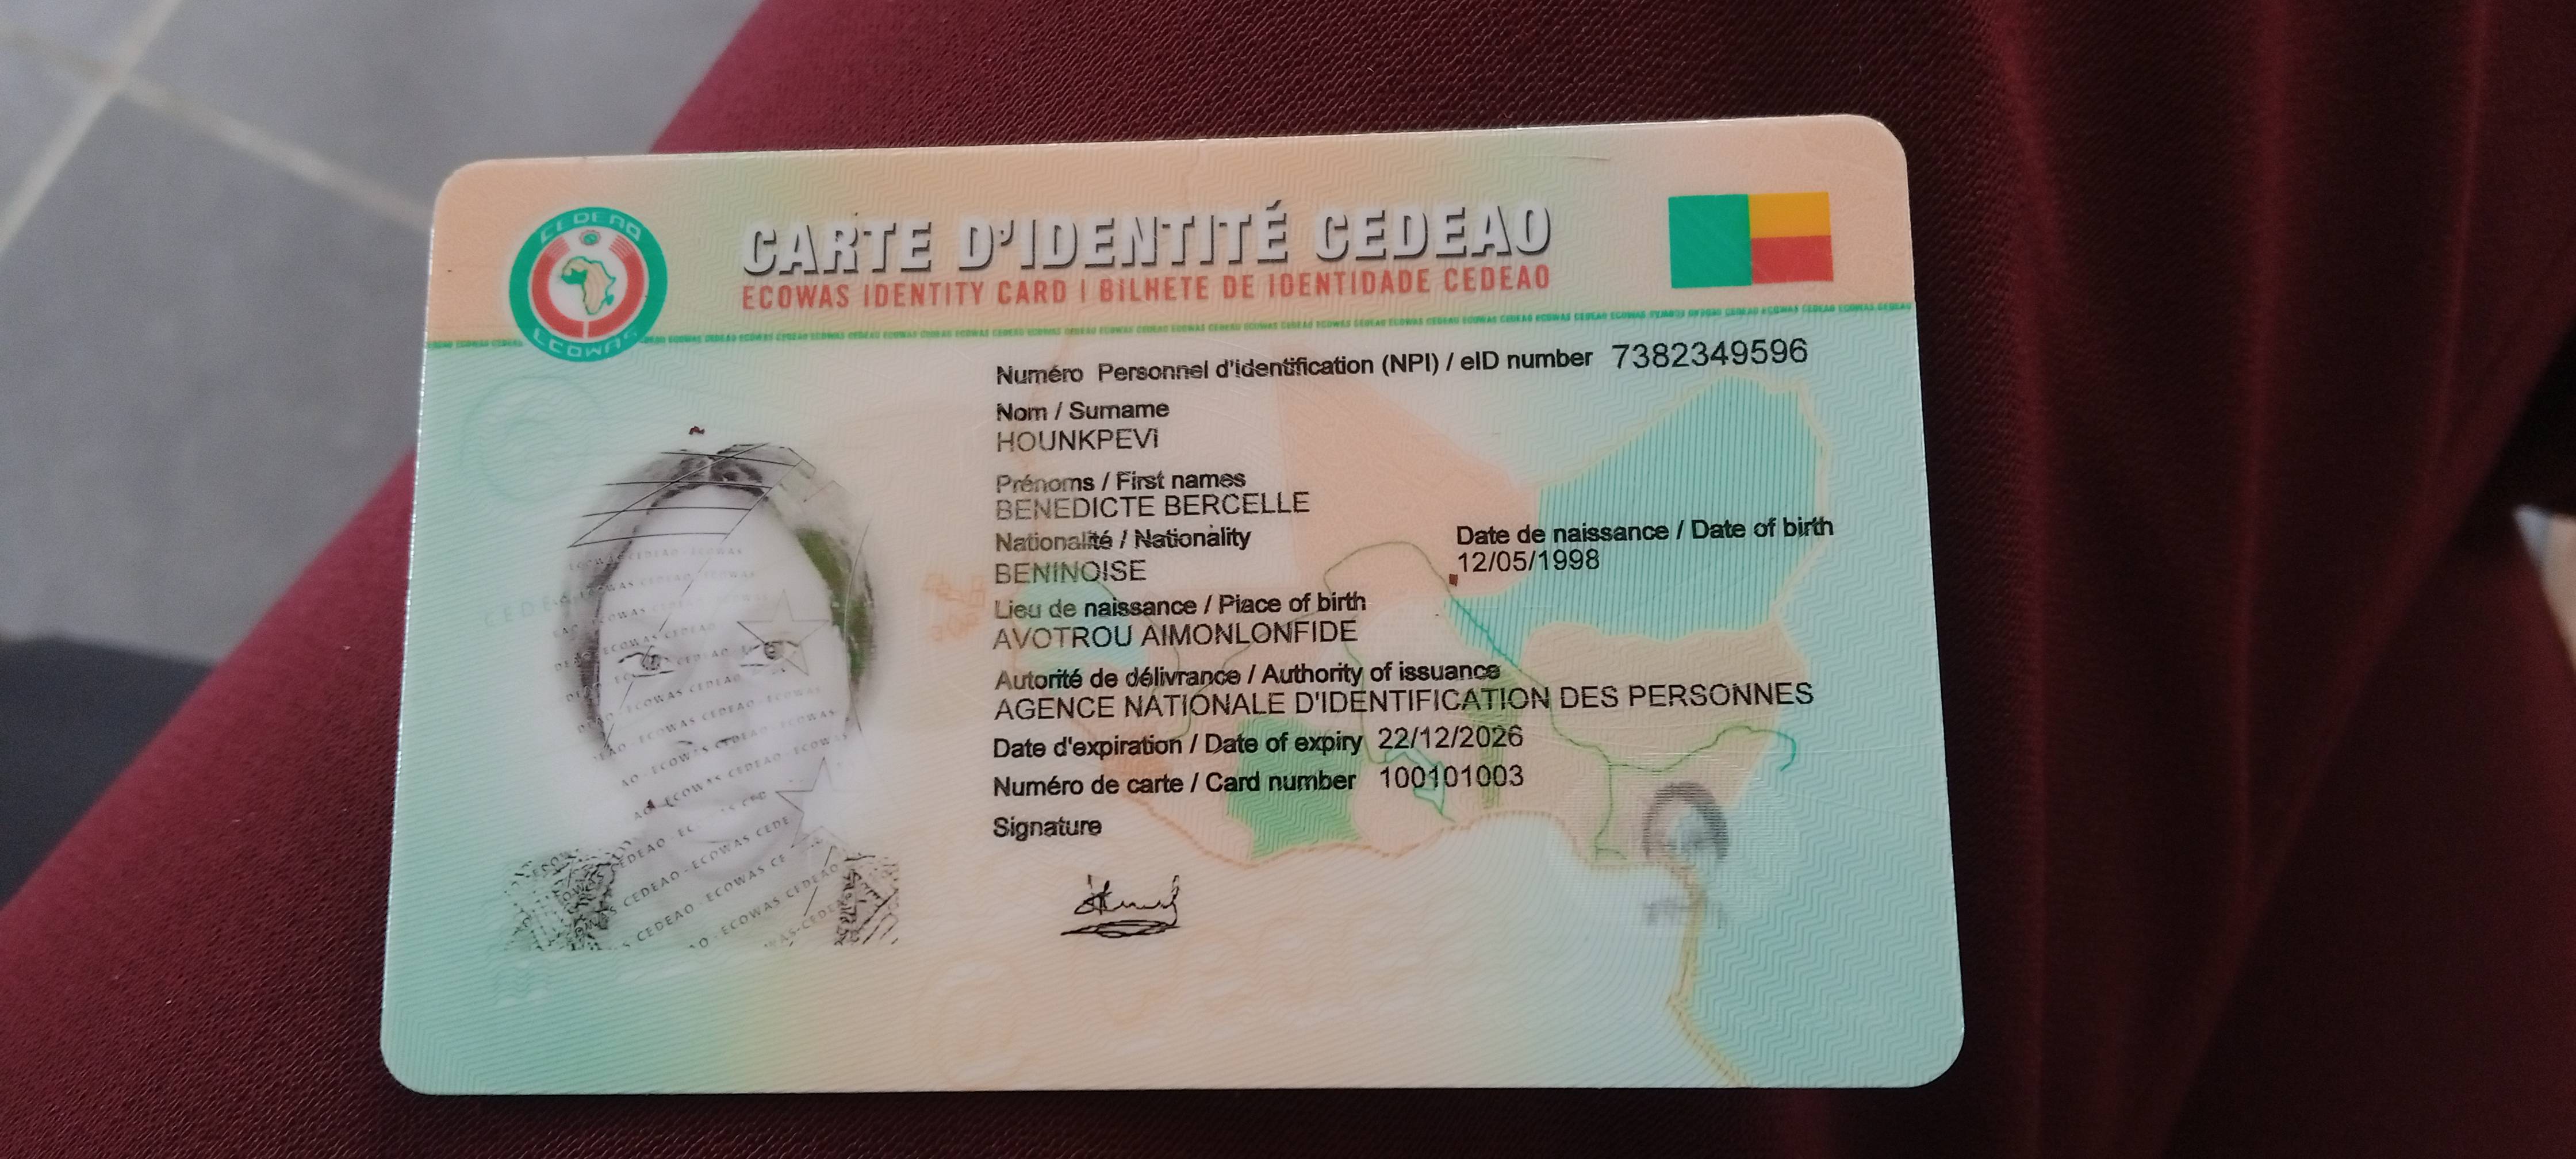 CEDEAO
ECOWAS
CARTE D'IDENTITÉ CEDEAO
ECOWAS IDENTITY CARD | BILHETE DE IDENTIDADE CEDEAO
Numéro Personnel d'identification (NPI) / eID number 7382349596
Nom / Surname
HOUNKPEVI
Prénoms / First names
BENEDICTE BERCELLE
Nationalité / Nationality
BENINOISE
Date de naissance / Date of birth
12/05/1998
Lieu de naissance / Place of birth
AVOTROU AIMONLONFIDE
Autorité de délivrance / Authority of issuance
AGENCE NATIONALE D'IDENTIFICATION DES PERSONNES
Date d'expiration / Date of expiry 22/12/2026
Numéro de carte / Card number 100101003
Signature